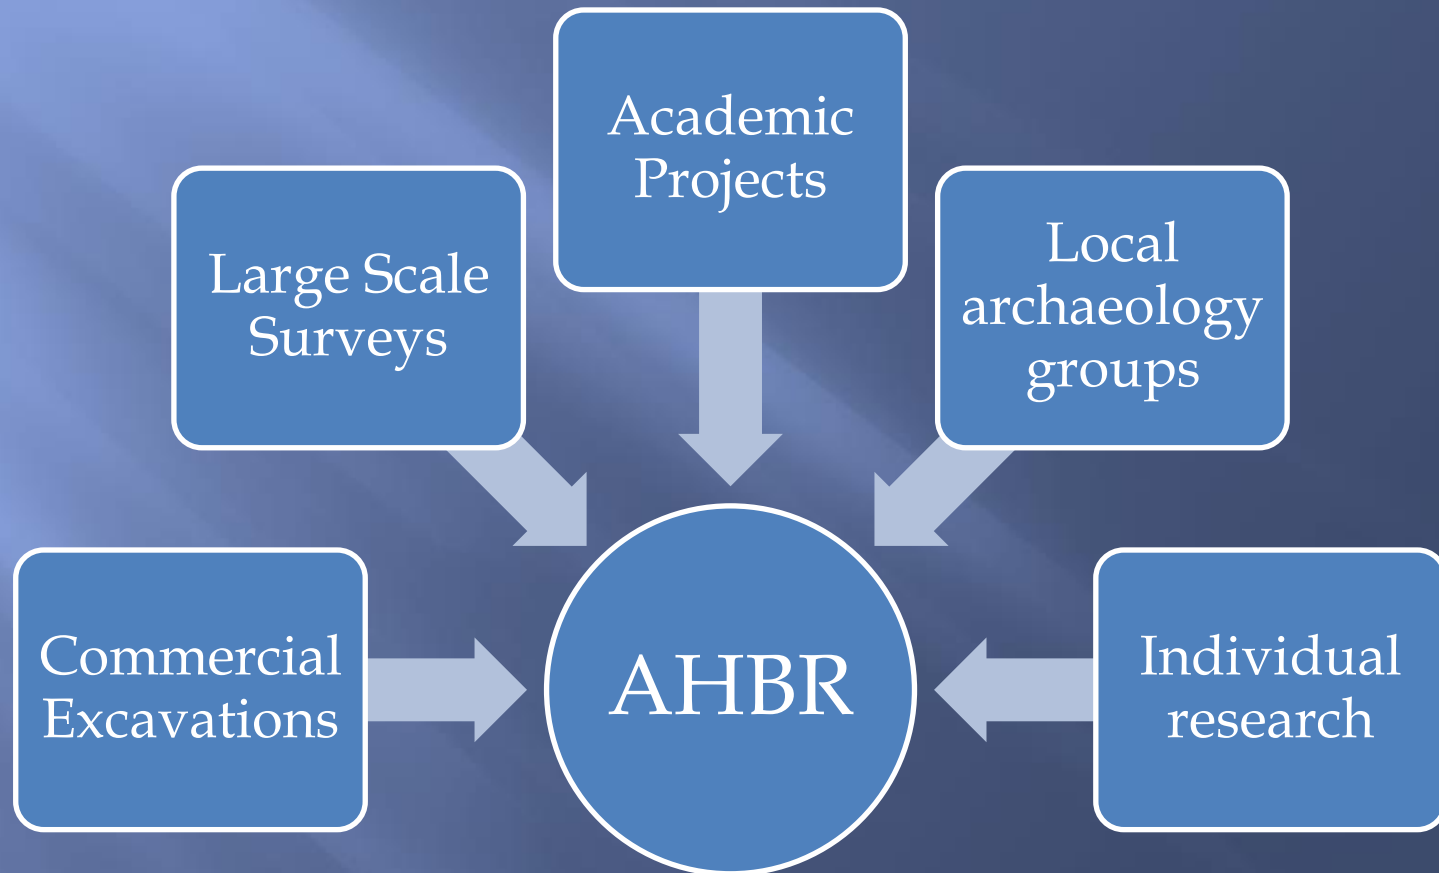 Academic
Projects
Large Scale
Surveys
Local
archaeology
groups
Commercial
Excavations
AHBR
Individual
research